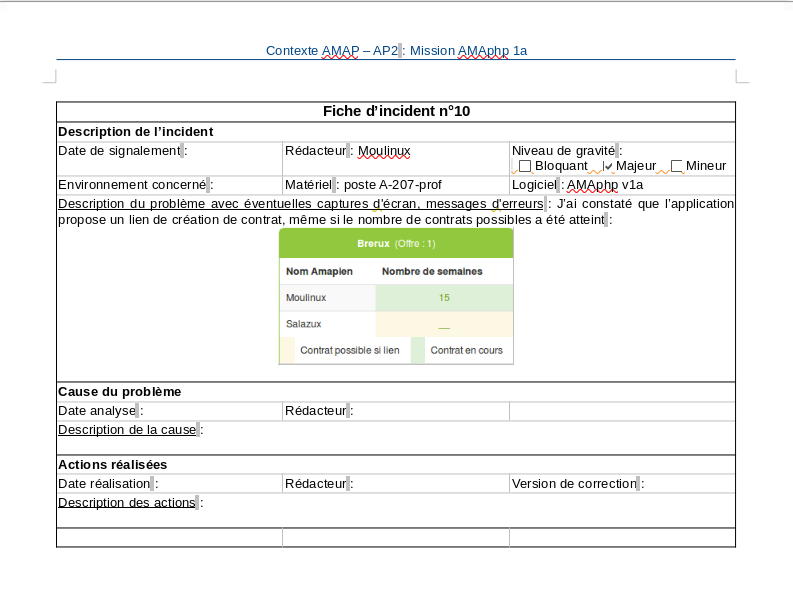 Contexte AMAP – AP2 : Mission AMAphp 1a
Fiche d'incident n°10
Description de l'incident
Date de signalement : Rédacteur : Moulinux Niveau de gravité :
Bloquant Majeur Mineur
Environnement concerné : Matériel : poste A-207-prof Logiciel : AMAphp v1a
Description du problème avec éventuelles captures d'écran, messages d'erreurs : J'ai constaté que l'application
propose un lien de création de contrat, même si le nombre de contrats possibles a été atteint :
Brerux (Offre : 1)
Nom Amapien Nombre de semaines
Moulinux 15
Salazux __
Contrat possible si lien Contrat en cours
Cause du problème
Date analyse : Rédacteur :
Description de la cause :
Actions réalisées
Date réalisation : Rédacteur : Version de correction :
Description des actions :